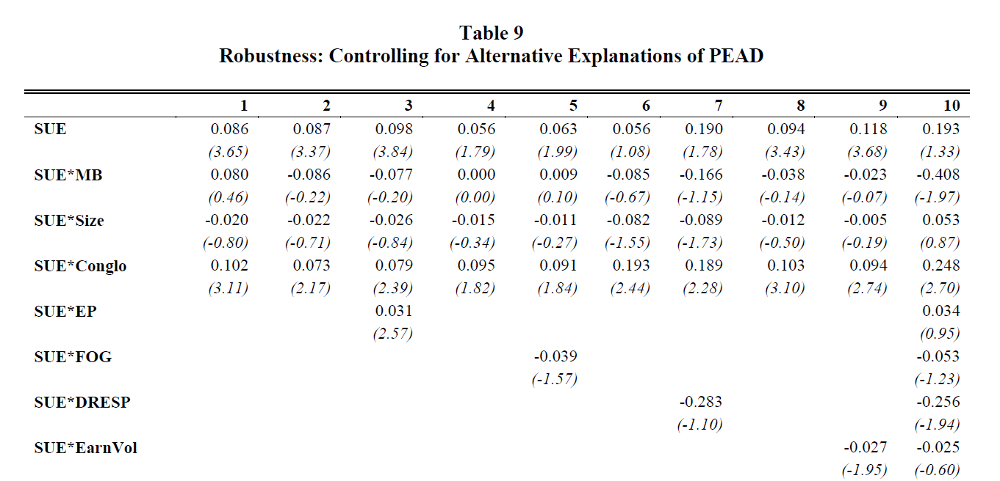 Table 9
Robustness: Controlling for Alternative Explanations of PEAD
1 2 3 4 5 6 7 8 9 10
SUE 0.086 0.087 0.098 0.056 0.063 0.056 0.190 0.094 0.118 0.193
(3.65) (3.37) (3.84) (1.79) (1.99) (1.08) (1.78) (3.43) (3.68) (1.33)
SUE*MB 0.080 -0.086 -0.077 0.000 0.009 -0.085 -0.166 -0.038 -0.023 -0.408
(0.46) (-0.22) (-0.20) (0.00) (0.10) (-0.67) (-1.15) (-0.14) (-0.07) (-1.97)
SUE*Size -0.020 -0.022 -0.026 -0.015 -0.011 -0.082 -0.089 -0.012 -0.005 0.053
(-0.80) (-0.71) (-0.84) (-0.34) (-0.27) (-1.55) (-1.73) (-0.50) (-0.19) (0.87)
SUE*Conglo 0.102 0.073 0.079 0.095 0.091 0.193 0.189 0.103 0.094 0.248
(3.11) (2.17) (2.39) (1.82) (1.84) (2.44) (2.28) (3.10) (2.74) (2.70)
SUE*EP 0.031 0.034
(2.57) (0.95)
SUE*FOG -0.039 -0.053
(-1.57) (-1.23)
SUE*DRESP -0.283 -0.256
(-1.10) (-1.94)
SUE*EarnVol -0.027 -0.025
(-1.95) (-0.60)